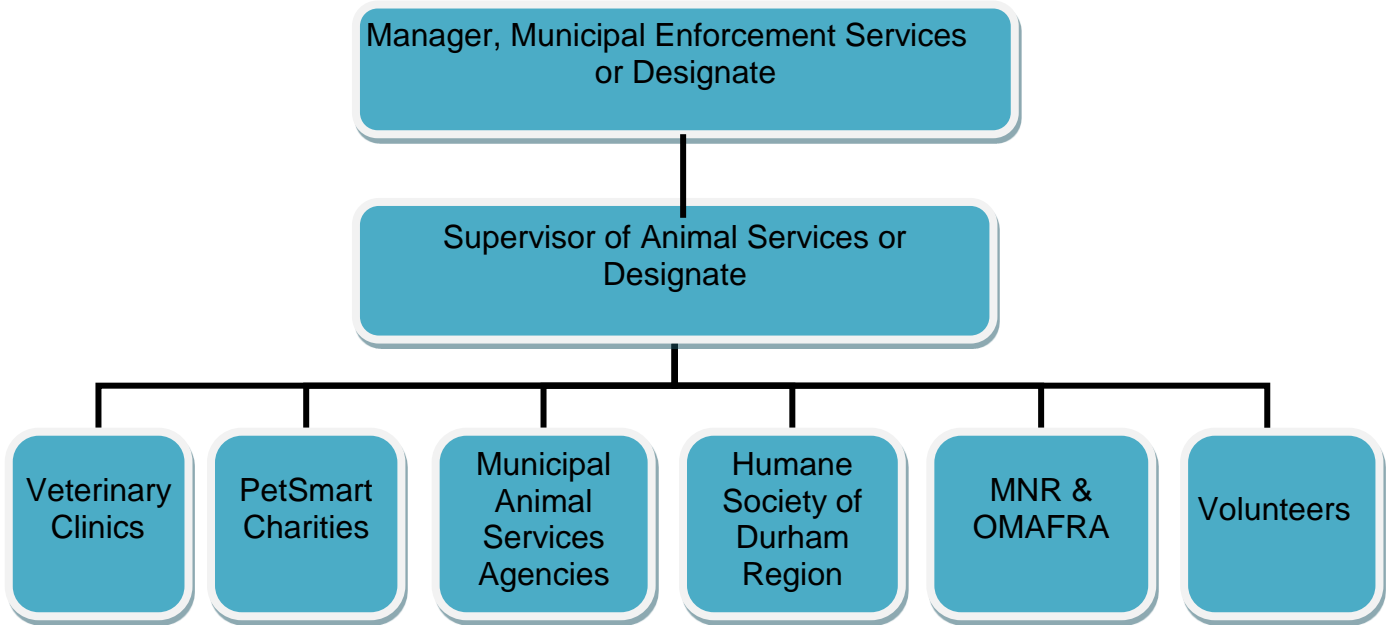 Manager, Municipal Enforcement Services
or Designate
Supervisor of Animal Services or
Designate
Veterinary
Clinics
PetSmart
Charities
Municipal
Animal
Services
Agencies
Humane
Society of
Durham
Region
MNR &
OMAFRA
Volunteers